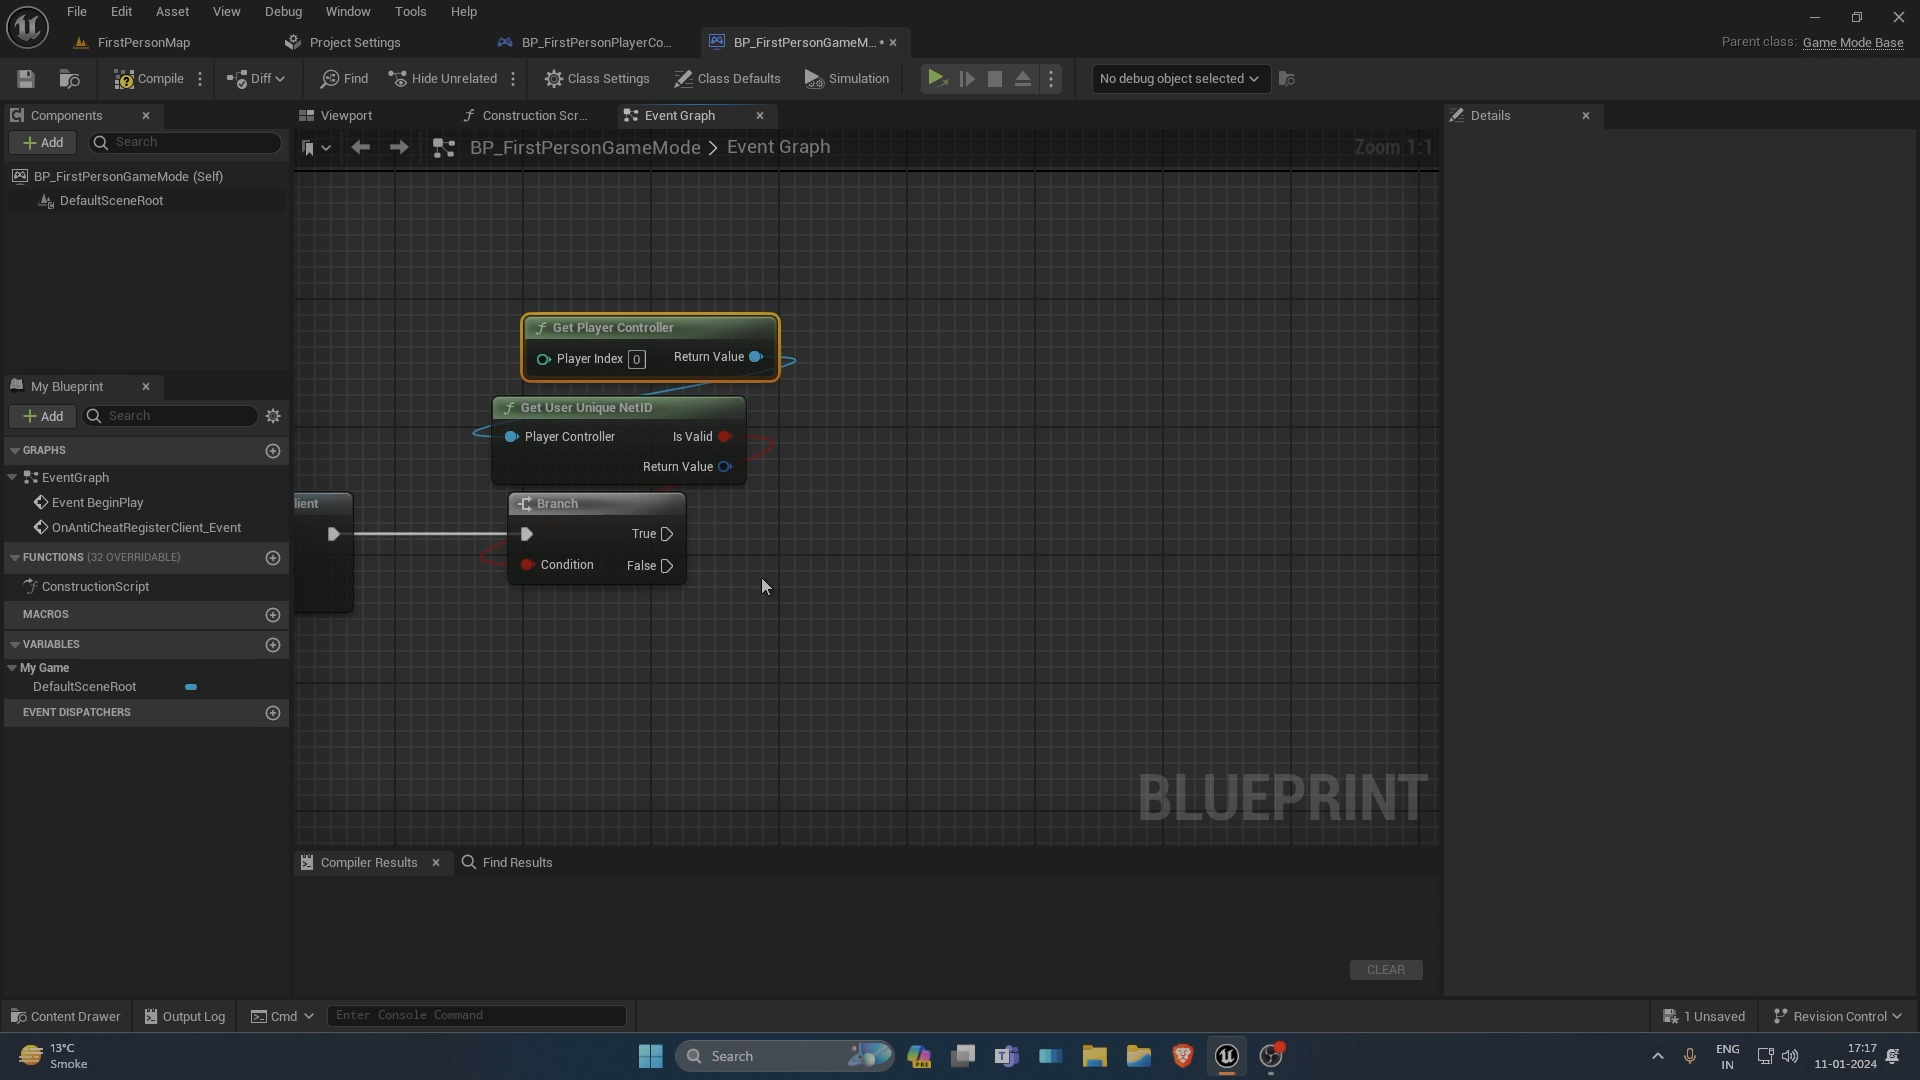 File Edit Asset View Debug Window Tools Help
FirstPersonMap Project Settings BP_FirstPersonPlayerCo... BP_FirstPersonGameM...* Parent class: Game Mode Base
Compile Diff Find Hide Unrelated Class Settings Class Defaults Simulation No debug object selected
Components Viewport Construction Scr... Event Graph Details
Add Search BP_FirstPersonGameMode > Event Graph Zoom 1:1
BP_FirstPersonGameMode (Self)
DefaultSceneRoot
Get Player Controller
Player Index 0 Return Value
My Blueprint
Add Search
Get User Unique NetID
Player Controller Is Valid
Return Value
GRAPHS
EventGraph
Event BeginPlay
OnAntiCheatRegisterClient_Event
lient
Branch
True
Condition False
FUNCTIONS (32 OVERRIDABLE)
ConstructionScript
MACROS
VARIABLES
My Game
DefaultSceneRoot
EVENT DISPATCHERS
BLUEPRINT
Compiler Results Find Results
CLEAR
Content Drawer Output Log Cmd Enter Console Command 1 Unsaved Revision Control
13°C
Smoke
Search
PRE
ENG
IN
17:17
11-01-2024